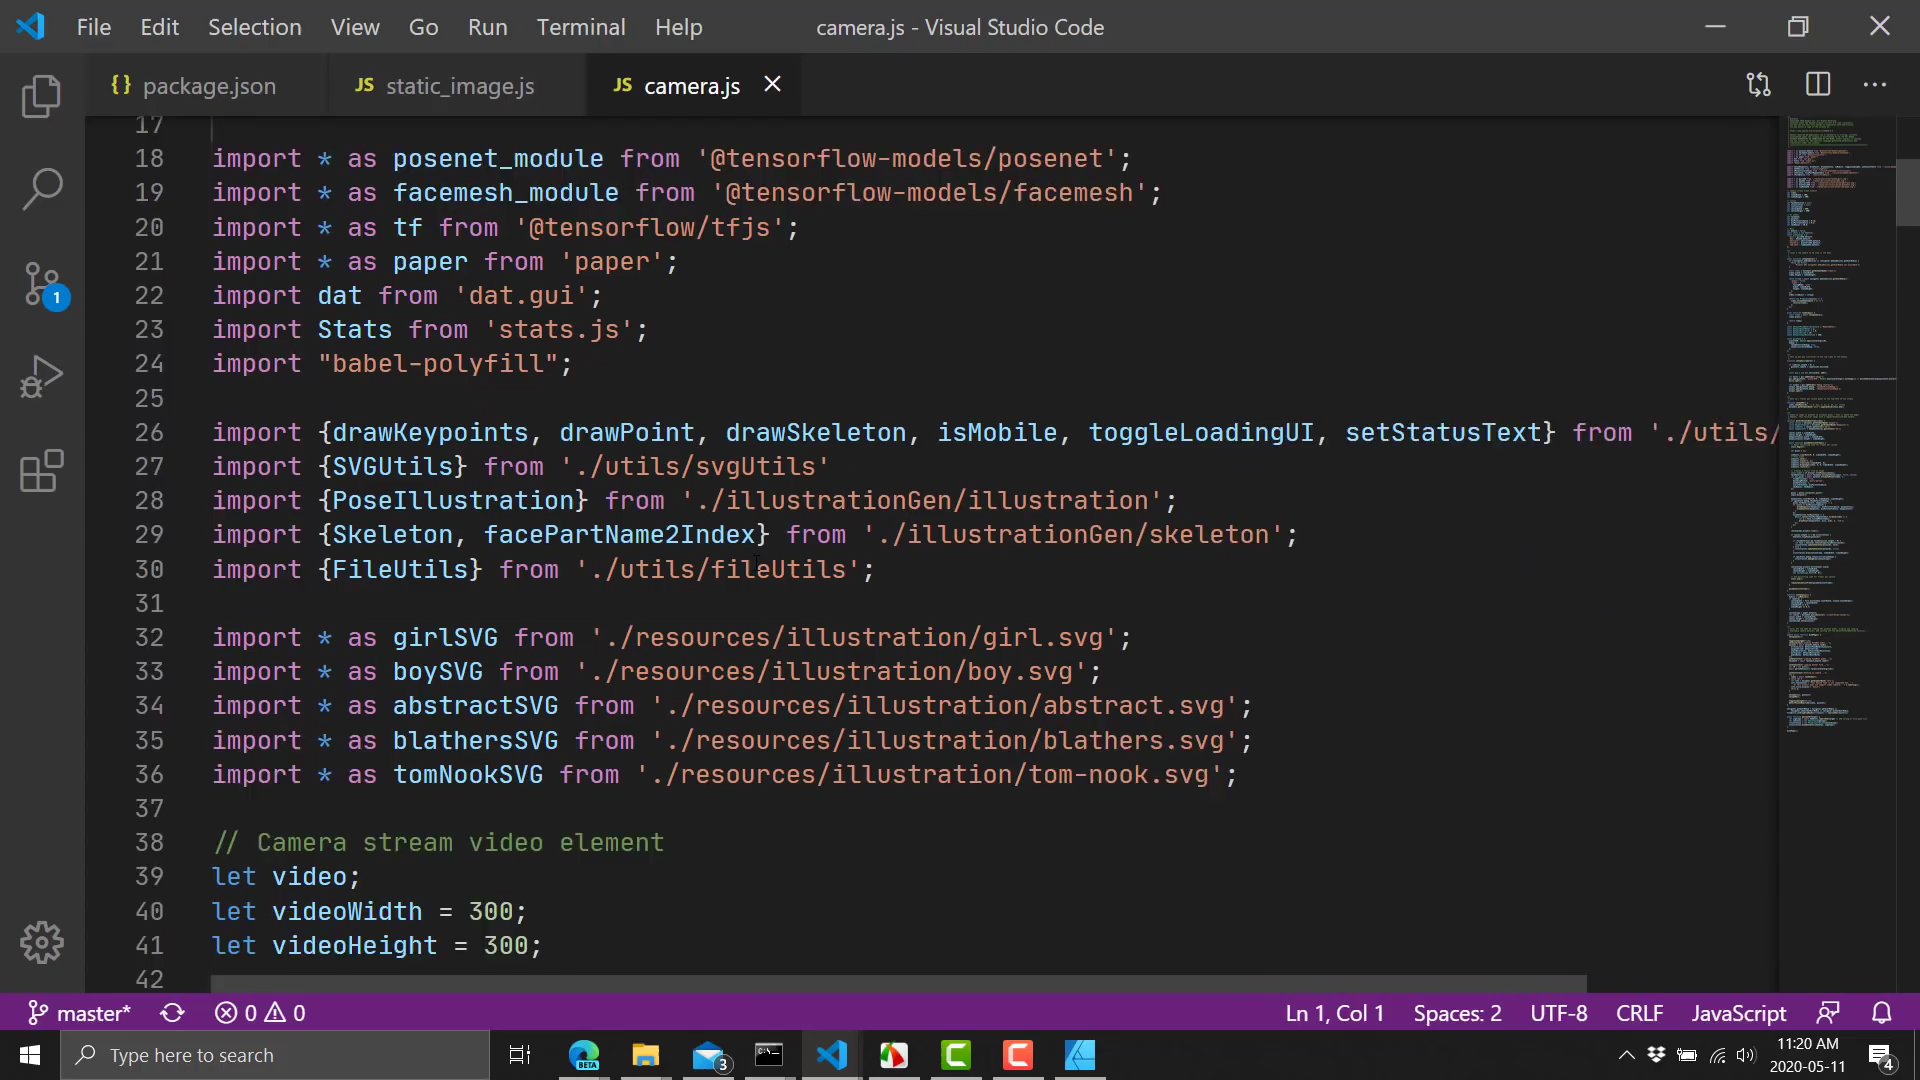 File Edit Selection View Go Run Terminal Help camera.js - Visual Studio Code
{} package.json JS static_image.js JS camera.js
17
18 import * as posenet_module from '@tensorflow-models/posenet';
19 import * as facemesh_module from '@tensorflow-models/facemesh';
20 import * as tf from '@tensorflow/tfjs';
21 import * as paper from 'paper';
22 import dat from 'dat.gui';
23 import Stats from 'stats.js';
24 import "babel-polyfill";
25
26 import {drawKeypoints, drawPoint, drawSkeleton, isMobile, toggleLoadingUI, setStatusText} from './utils/
27 import {SVGUtils} from './utils/svgUtils'
28 import {PoseIllustration} from './illustrationGen/illustration';
29 import {Skeleton, facePartName2Index} from './illustrationGen/skeleton';
30 import {FileUtils} from './utils/fileUtils';
31
32 import * as girlSVG from './resources/illustration/girl.svg';
33 import * as boySVG from './resources/illustration/boy.svg';
34 import * as abstractSVG from './resources/illustration/abstract.svg';
35 import * as blathersSVG from './resources/illustration/blathers.svg';
36 import * as tomNookSVG from './resources/illustration/tom-nook.svg';
37
38 // Camera stream video element
39 let video;
40 let videoWidth = 300;
41 let videoHeight = 300;
42
1
master* 0 0 Ln 1, Col 1 Spaces: 2 UTF-8 CRLF JavaScript
Type here to search BETA 3 11:20 AM
2020-05-11 4